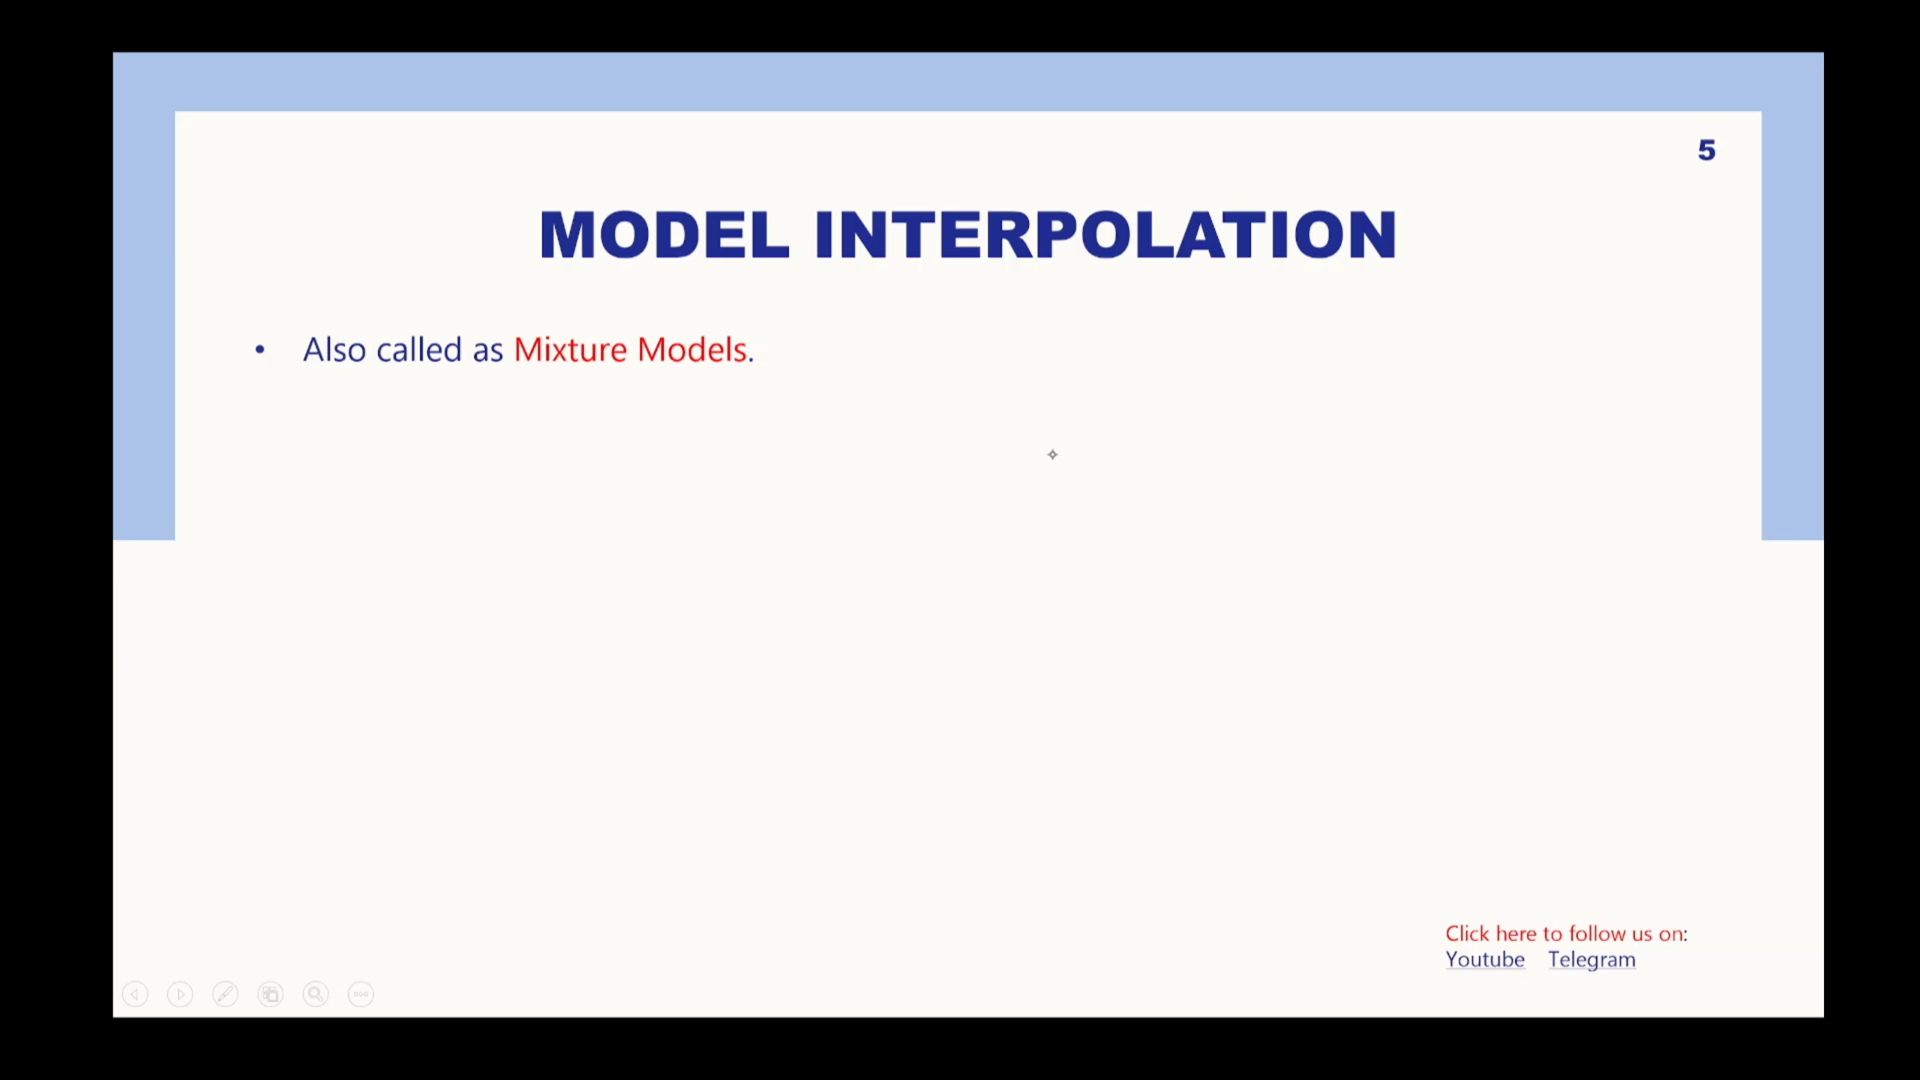 5
MODEL INTERPOLATION
• Also called as Mixture Models.
Click here to follow us on:
Youtube Telegram